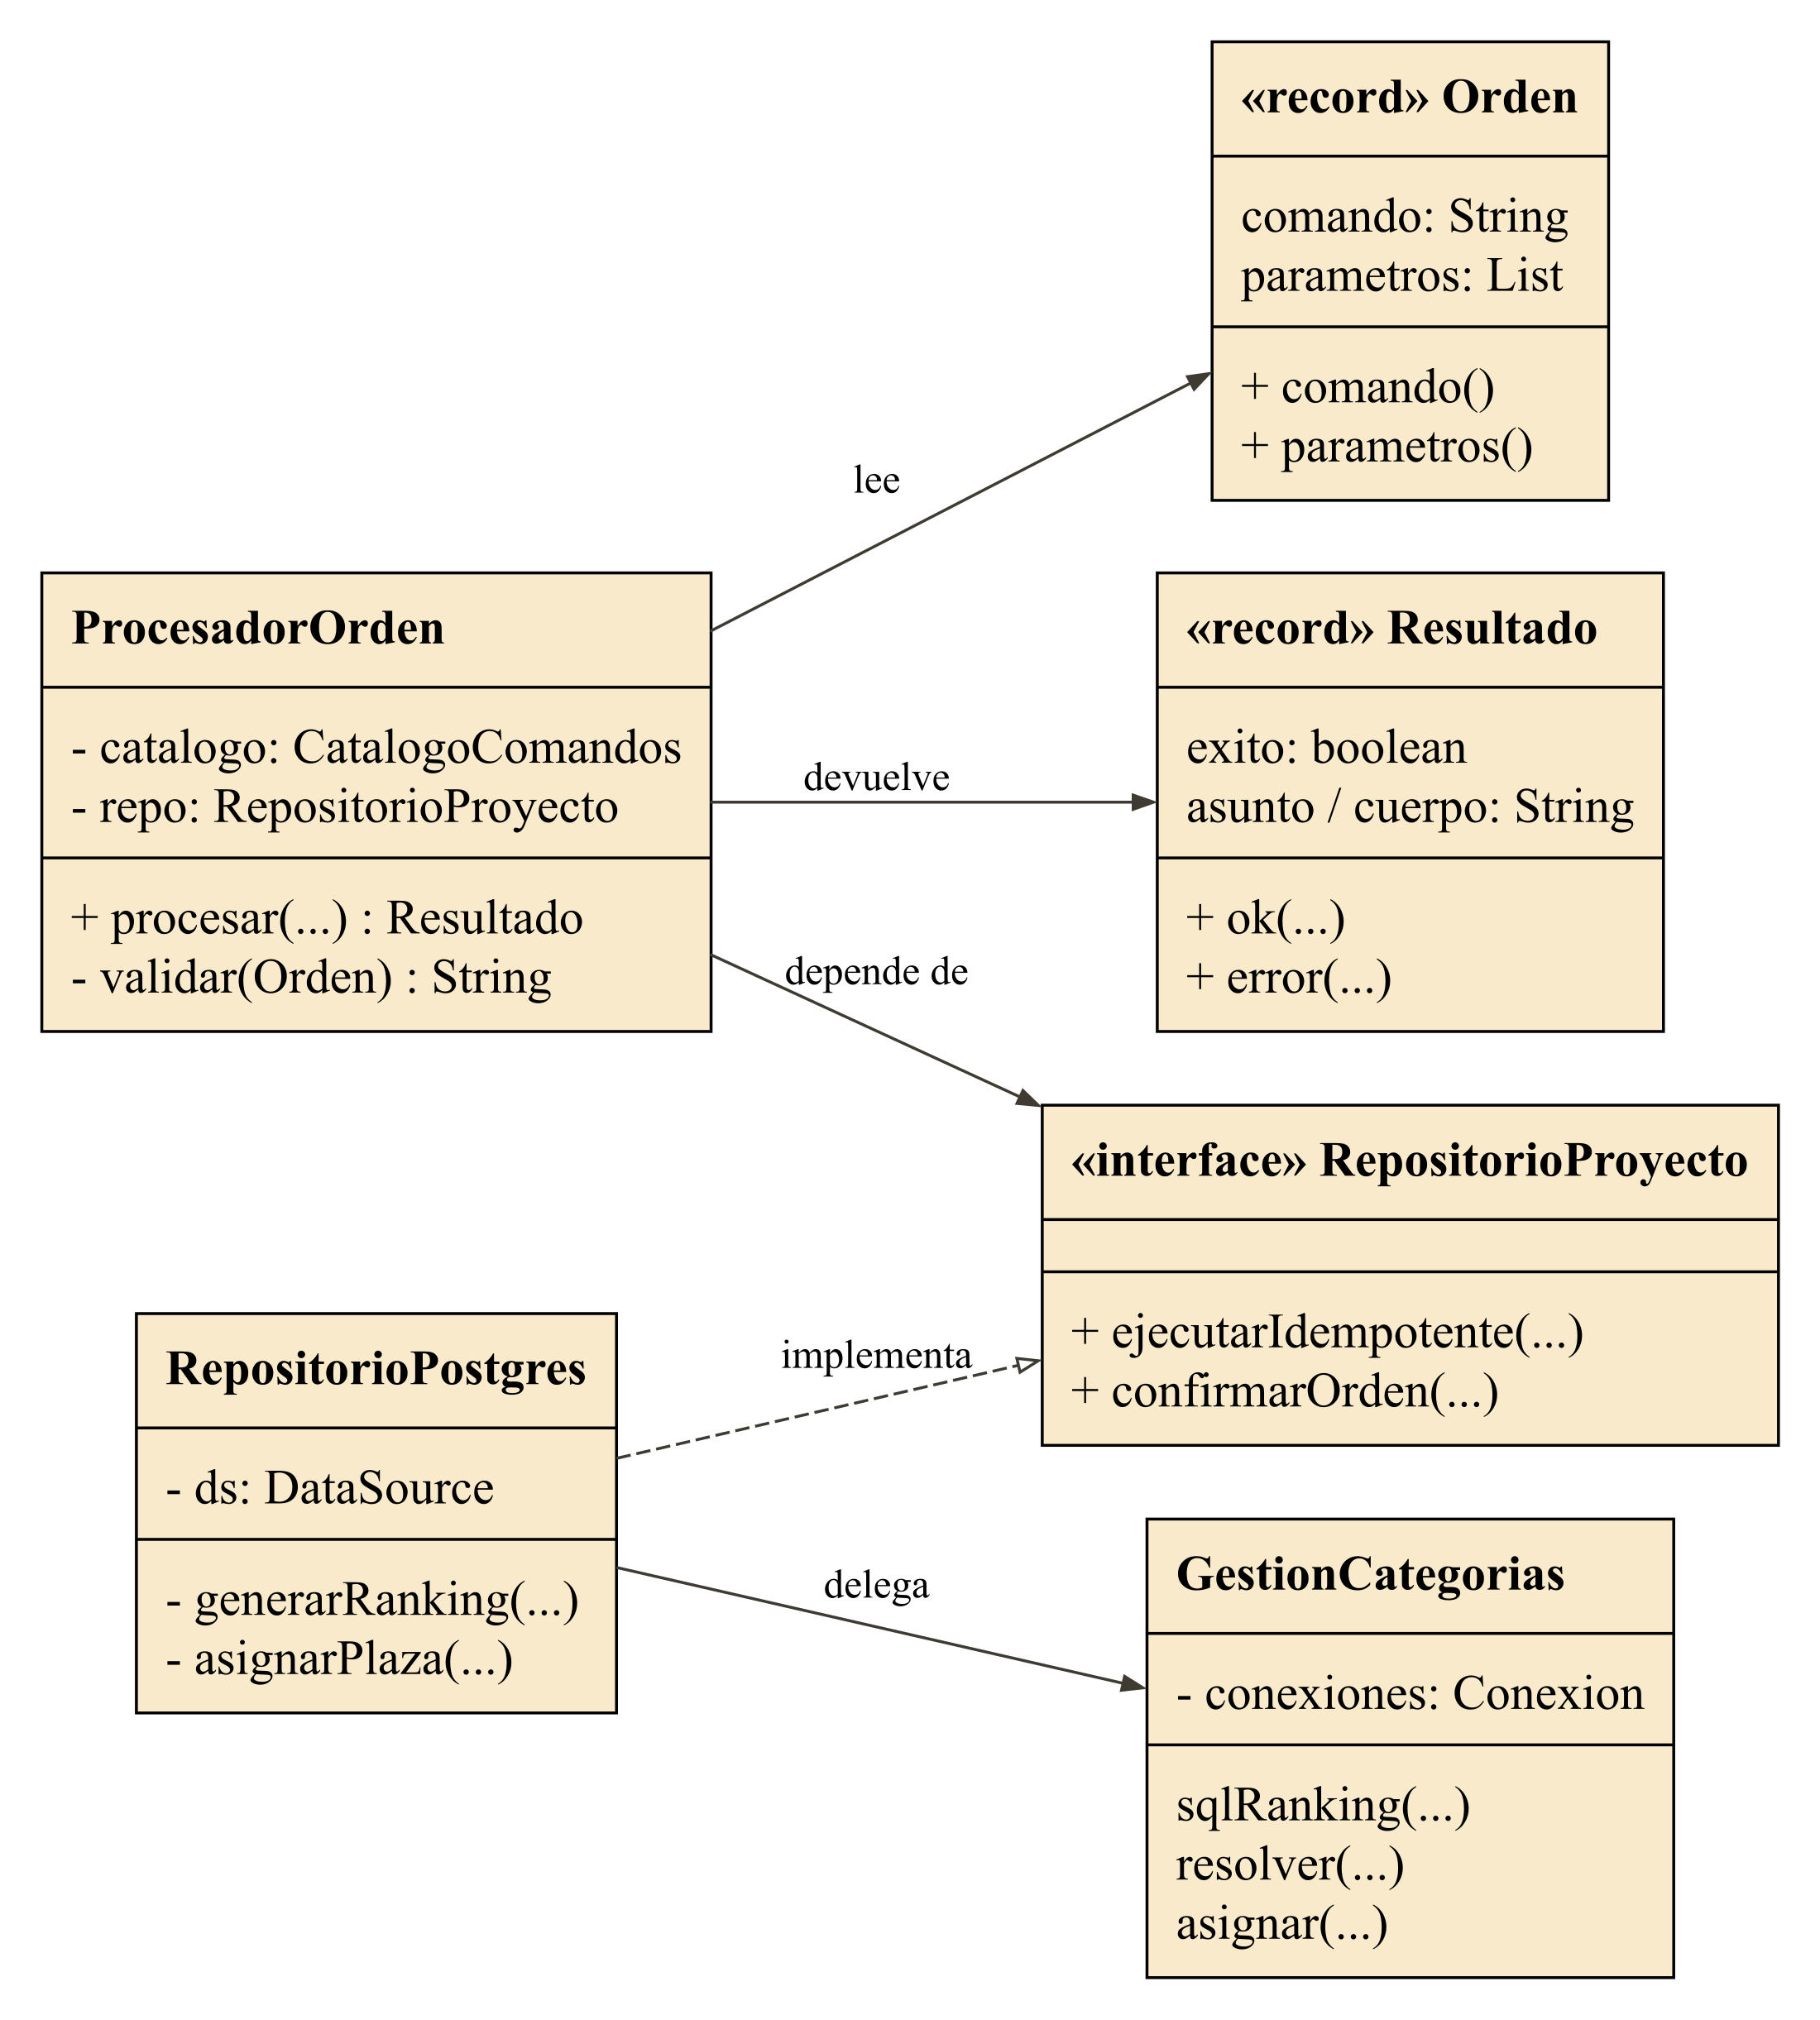 «record» Orden
comando: String
parametros: List
+ comando()
+ parametros()
lee
ProcesadorOrden
- catalogo: CatalogoComandos
- repo: RepositorioProyecto
+ procesar(...) : Resultado
- validar(Orden) : String
devuelve
«record» Resultado
exito: boolean
asunto / cuerpo: String
+ ok(...)
+ error(...)
depende de
«interface» RepositorioProyecto
+ ejecutarIdempotente(...)
+ confirmarOrden(...)
implementa
RepositorioPostgres
- ds: DataSource
- generarRanking(...)
- asignarPlaza(...)
delega
GestionCategorias
- conexiones: Conexion
sqlRanking(...)
resolver(...)
asignar(...)